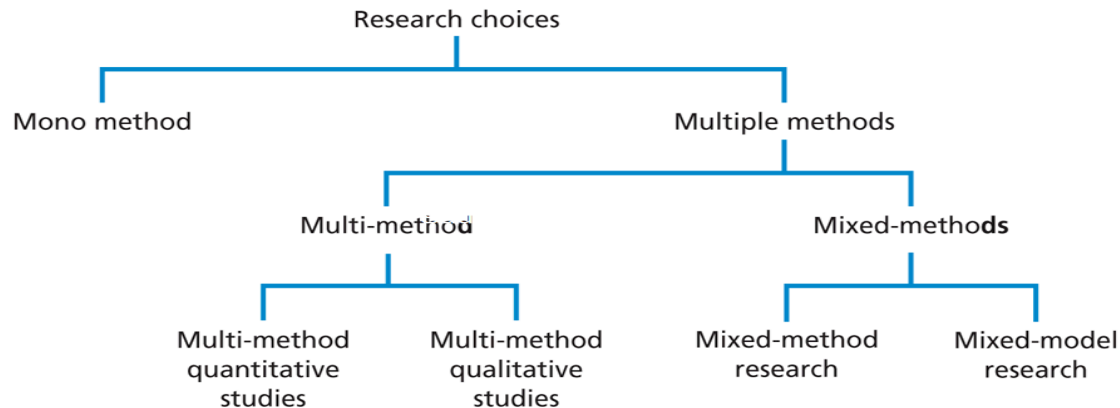 Research choices
Mono method
Multiple methods
Multi-method
Mixed-methods
Multi-method
quantitative
studies
Multi-method
qualitative
studies
Mixed-method
research
Mixed-model
research